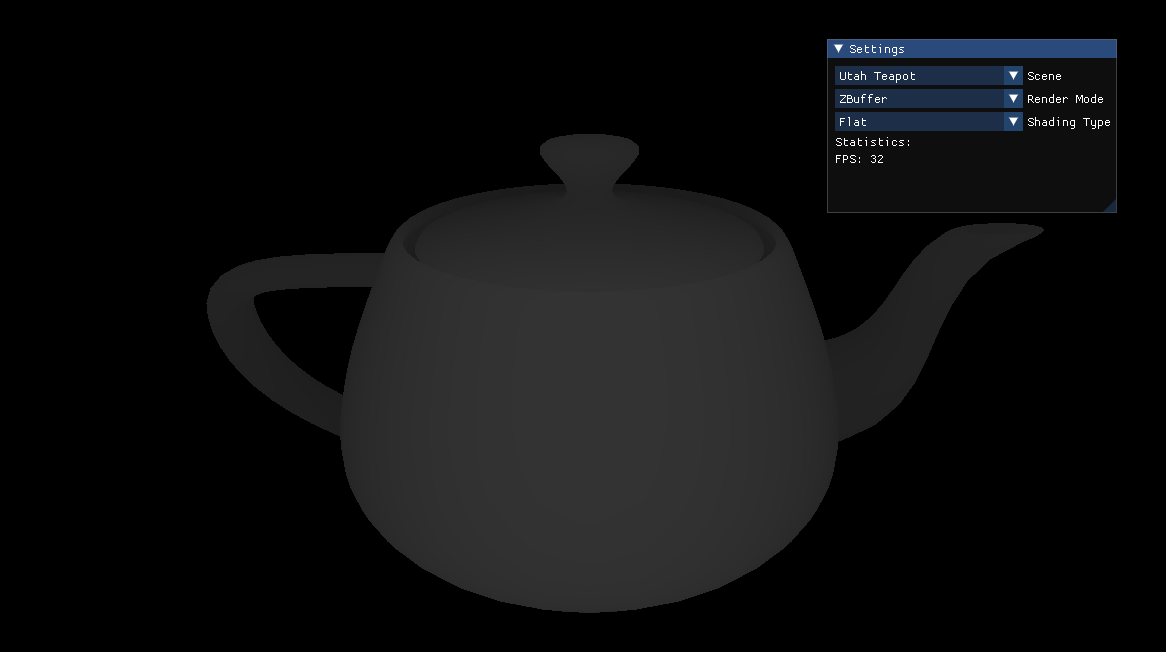 Settings
Utah Teapot Scene
ZBuffer Render Mode
Flat Shading Type
Statistics:
FPS: 32